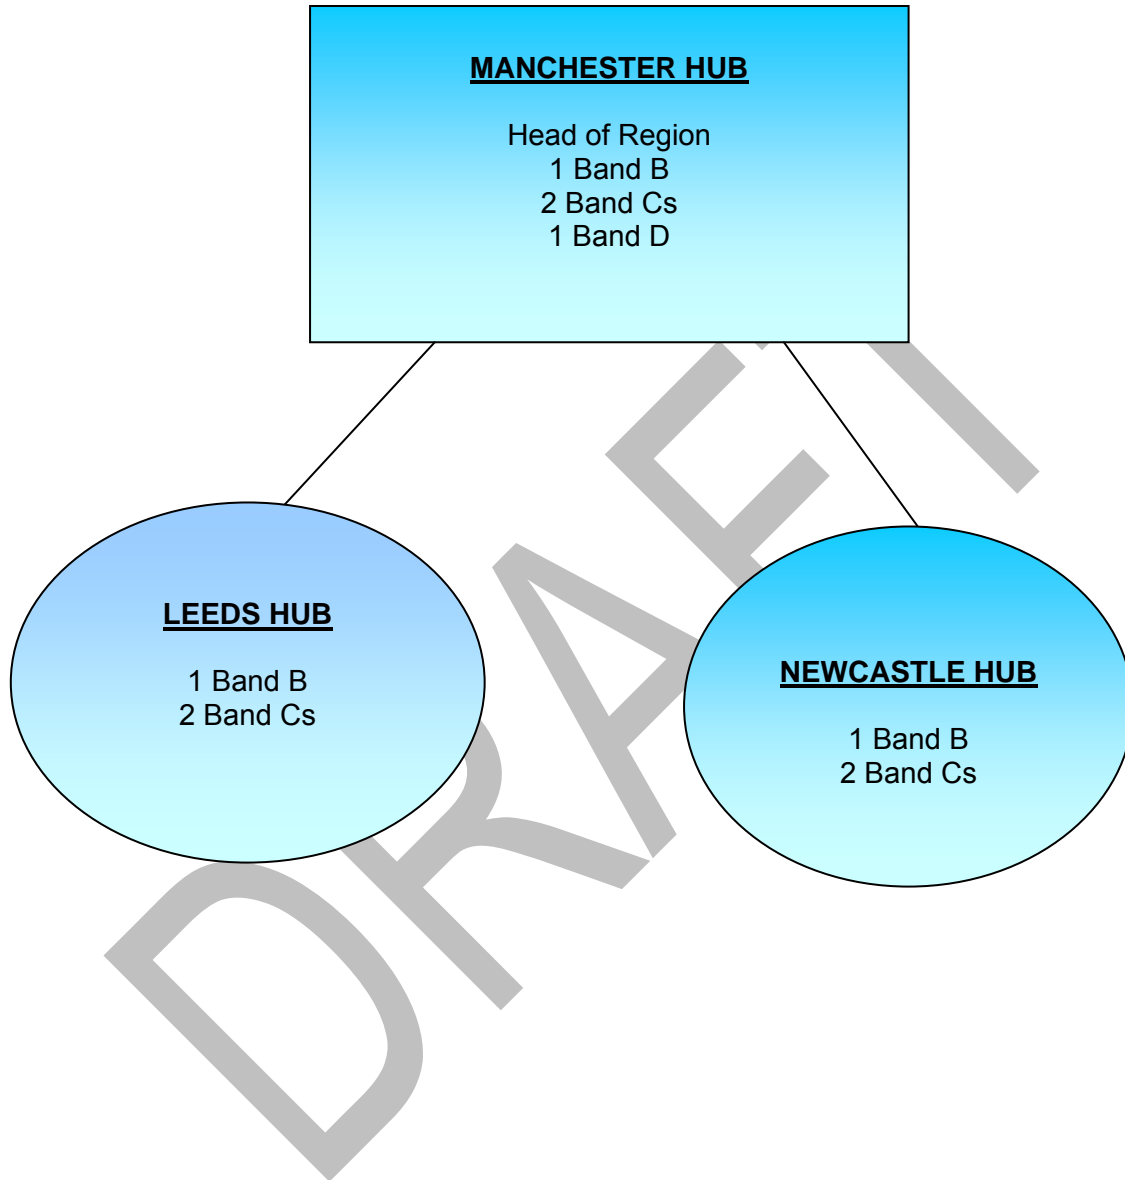 MANCHESTER HUB
Head of Region
1 Band B
2 Band Cs
1 Band D
LEEDS HUB
1 Band B
2 Band Cs
NEWCASTLE HUB
1 Band B
2 Band Cs
DRAFT